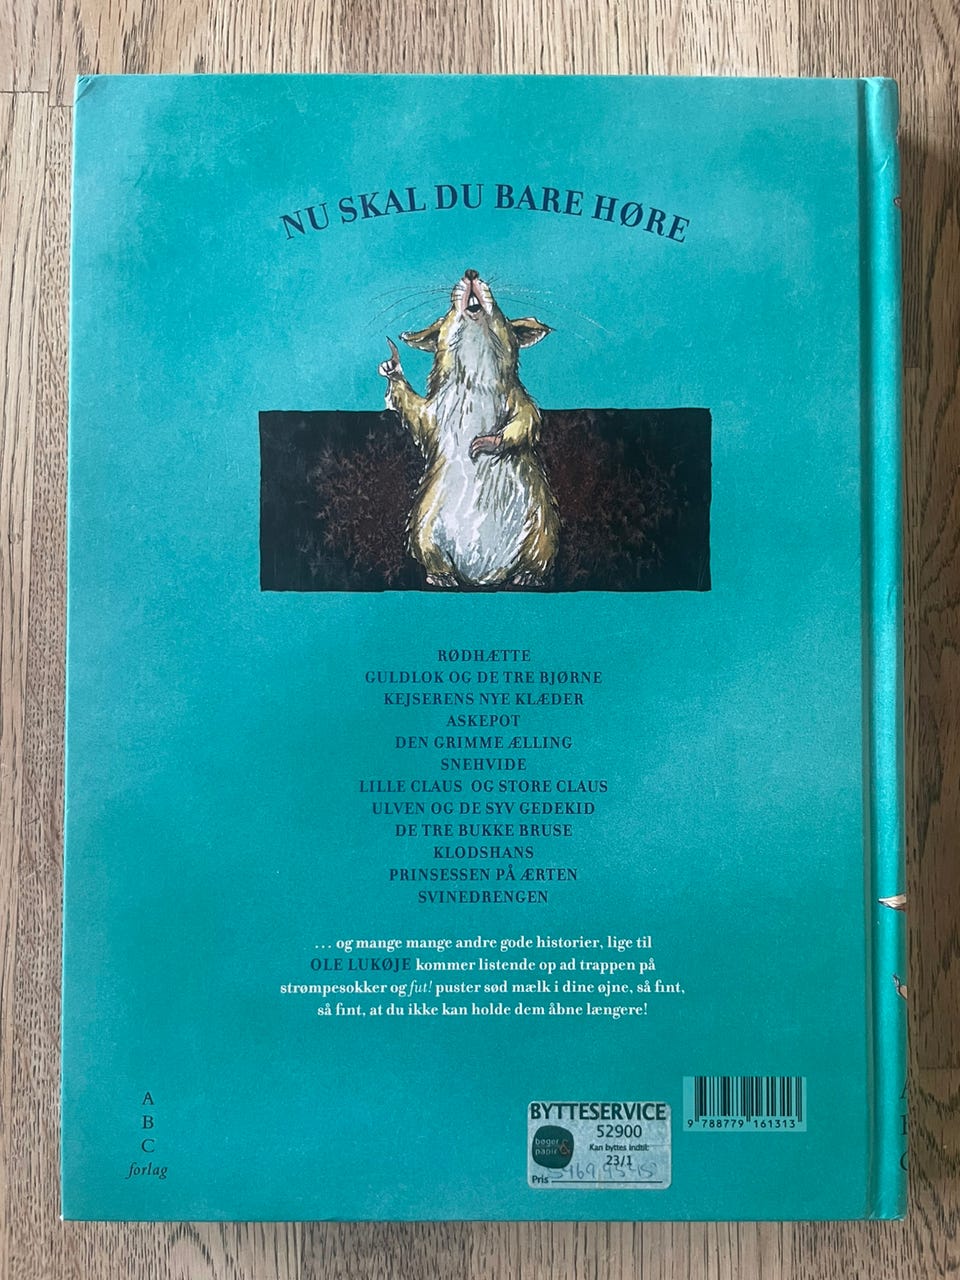 NU SKAL DU BARE HØRE
RØDHÆTTE
GULDLOK OG DE TRE BJØRNE
KEJSERENS NYE KLÆDER
ASKEPOT
DEN GRIMME ÆLLING
SNEHVIDE
LILLE CLAUS OG STORE CLAUS
ULVEN OG DE SYV GEDEKID
DE TRE BUKKE BRUSE
KLODSHANS
PRINSESSEN PÅ ÆRTEN
SVINEDRENGEN
... og mange mange andre gode historier, lige til
OLE LUKØJE kommer listende op ad trappen på
strømpesokker og fut! puster sød mælk i dine øjne, så fint,
så fint, at du ikke kan holde dem åbne længere!
A
B
C
forlag
BYTTESERVICE
52900
bøger &
papir
Kan byttes indtil:
23/1
Pris
9 788779 161313